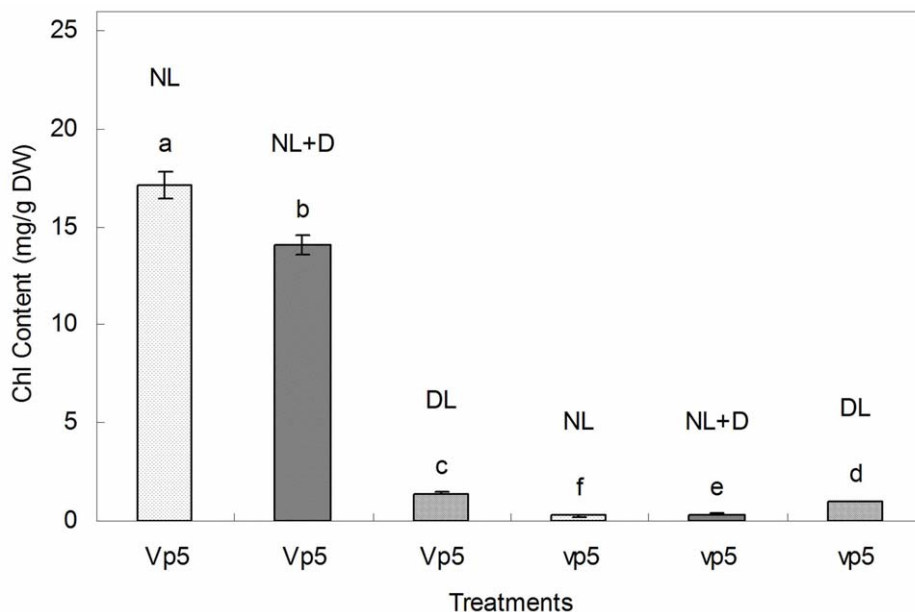 25
NL
20
a
NL+D
b
15
Chl Content (mg/g DW)
10
DL
NL
NL+D
DL
5
c
f
e
d
0
Vp5
Vp5
Vp5
vp5
vp5
vp5
Treatments